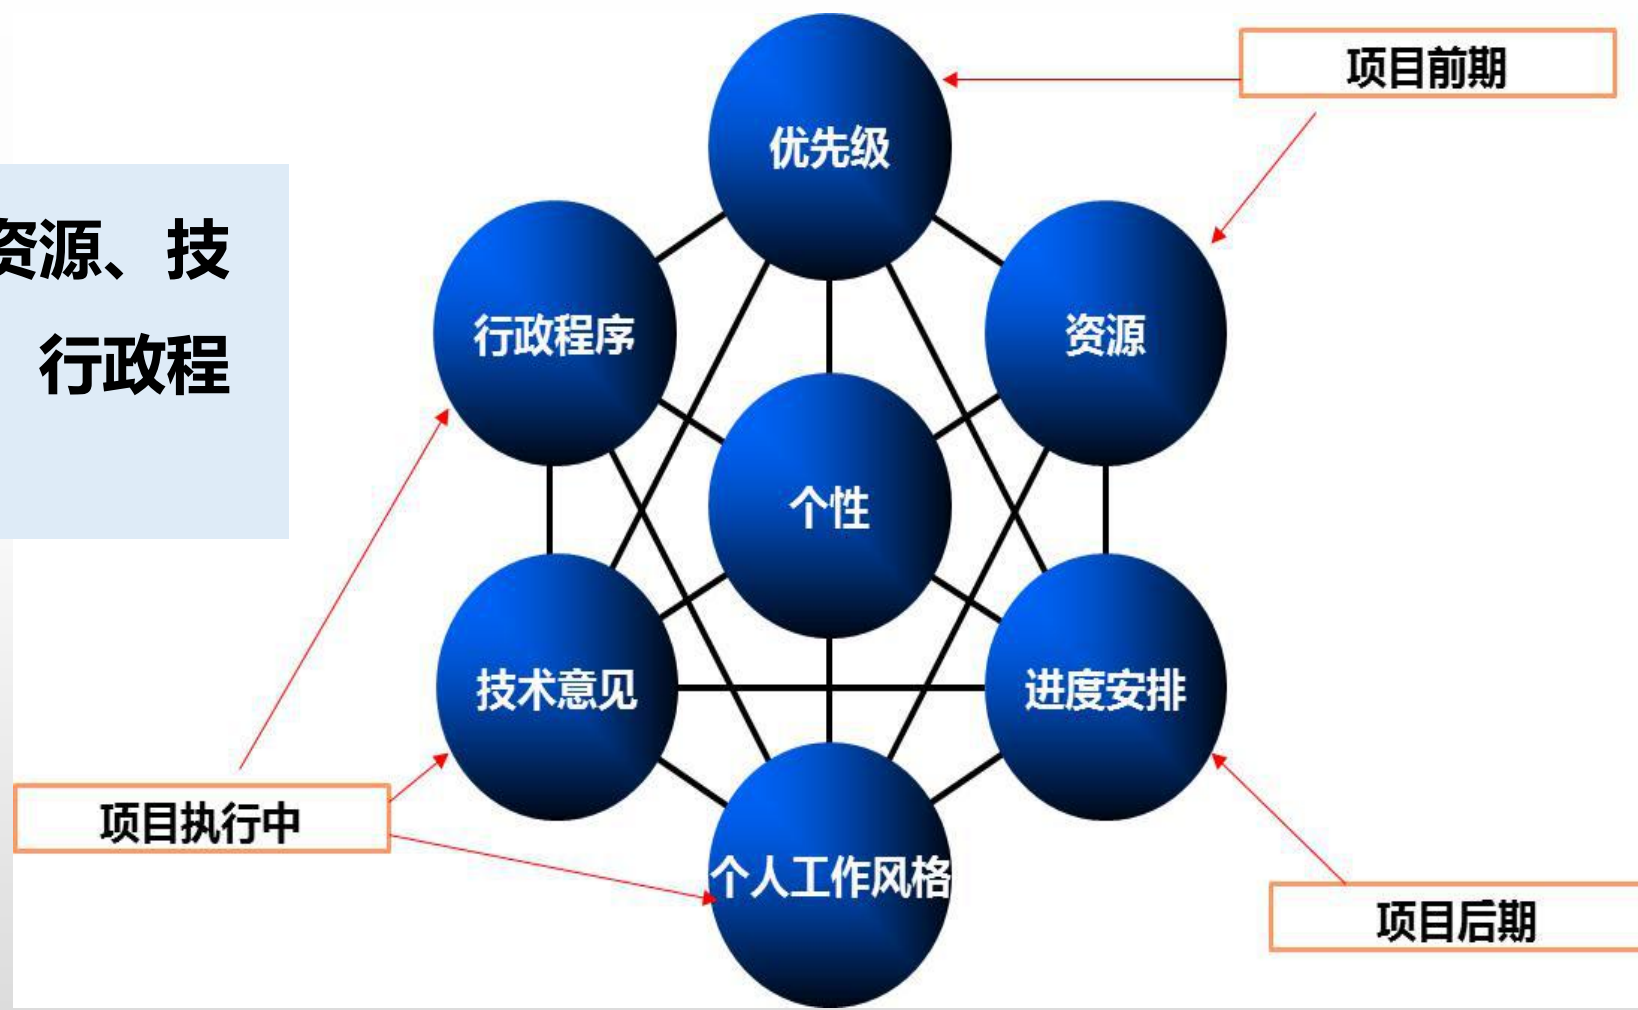 项目前期
优先级
资源、技
行政程序
资源
行政程
个性
技术意见
进度安排
项目执行中
个人工作风格
项目后期